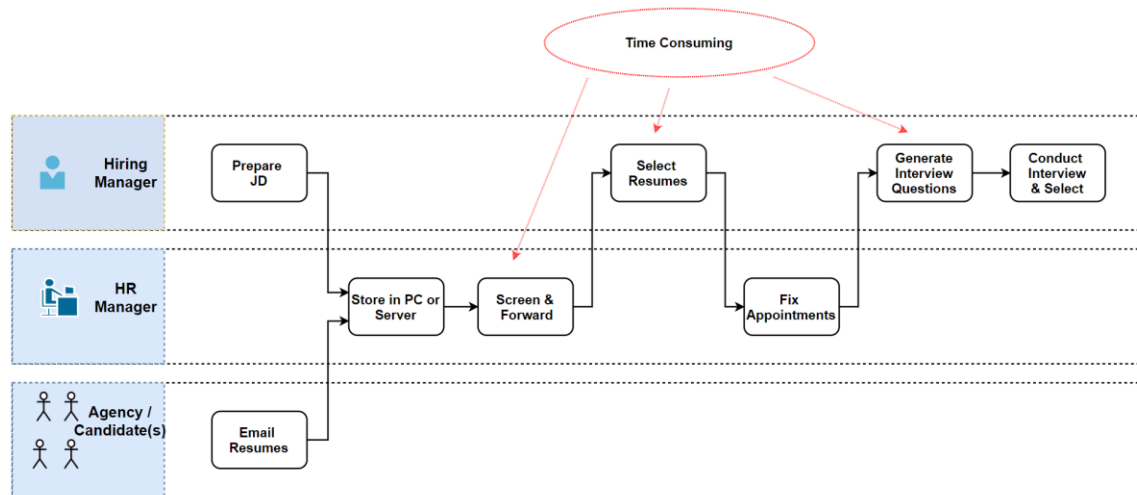 Time Consuming
Hiring
Manager
Prepare
JD
Select
Resumes
Generate
Interview
Questions
Conduct
Interview
& Select
HR
Manager
Store in PC or
Server
Screen &
Forward
Fix
Appointments
Agency /
Candidate(s)
Email
Resumes